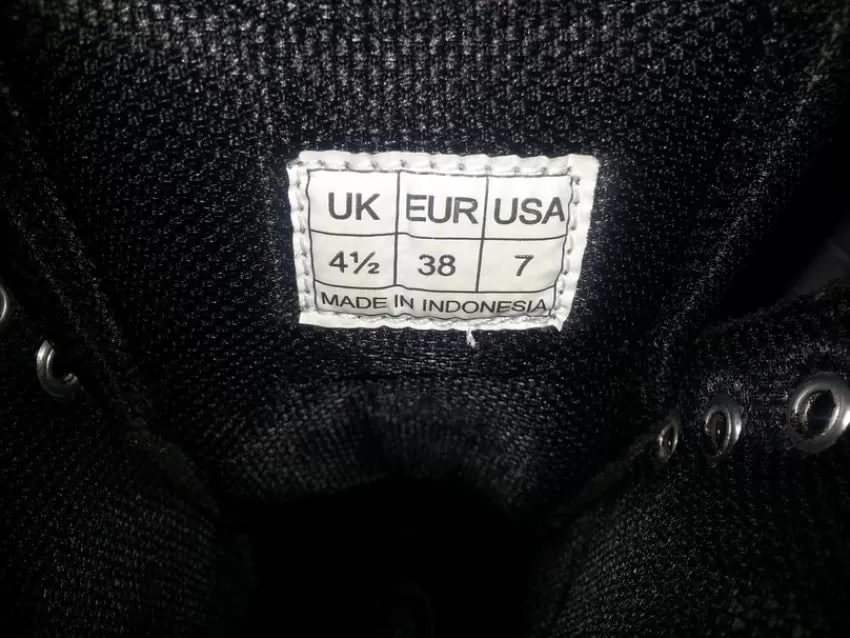 UK EUR USA
4½ 38 7
MADE IN INDONESIA